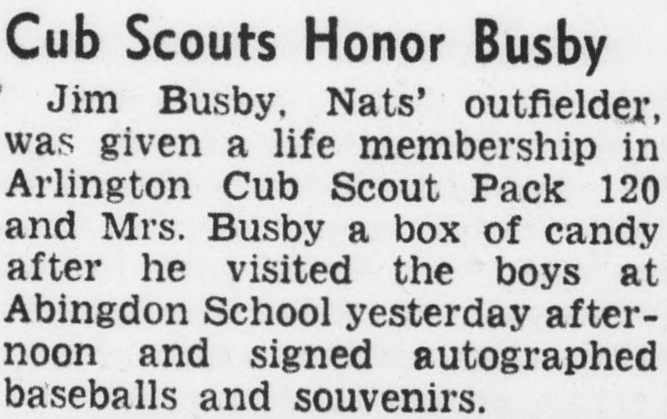 Cub Scouts Honor Busby
Jim Busby, Nats' outfielder,
was given a life membership in
Arlington Cub Scout Pack 120
and Mrs. Busby a box of candy
after he visited the boys at
Abingdon School yesterday after-
noon and signed autographed
baseballs and souvenirs.